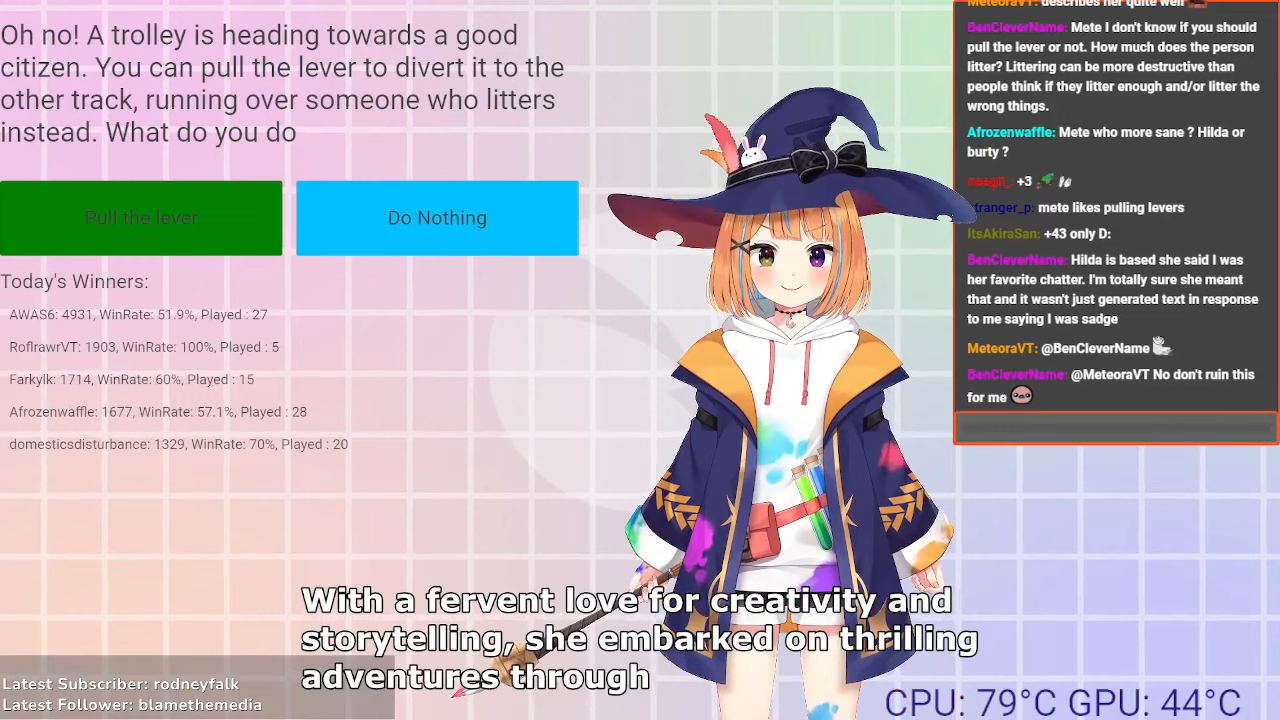 Oh no! A trolley is heading towards a good
citizen. You can pull the lever to divert it to the
other track, running over someone who litters
instead. What do you do
Pull the lever
Do Nothing
Today's Winners:
AWAS6: 4931, WinRate: 51.9%, Played : 27
RoflrawrVT: 1903, WinRate: 100%, Played : 5
Farkylk: 1714, WinRate: 60%, Played : 15
Afrozenwaffle: 1677, WinRate: 57.1%, Played : 28
domesticsdisturbance: 1329, WinRate: 70%, Played : 20
MeteoraVT: describes her quite well
BenCleverName: Mete I don't know if you should
pull the lever or not. How much does the person
litter? Littering can be more destructive than
people think if they litter enough and/or litter the
wrong things.
Afrozenwaffle: Mete who more sane ? Hilda or
burty ?
+3
tranger_p: mete likes pulling levers
ItsAkiraSan: +43 only D:
BenCleverName: Hilda is based she said I was
her favorite chatter. I'm totally sure she meant
that and it wasn't just generated text in response
to me saying I was sadge
MeteoraVT: @BenCleverName
BenCleverName: @MeteoraVT No don't ruin this
for me
With a fervent love for creativity and
storytelling, she embarked on thrilling
adventures through
Latest Subscriber: rodneyfalk
Latest Follower: blamethemedia
CPU: 79°C GPU: 44°C